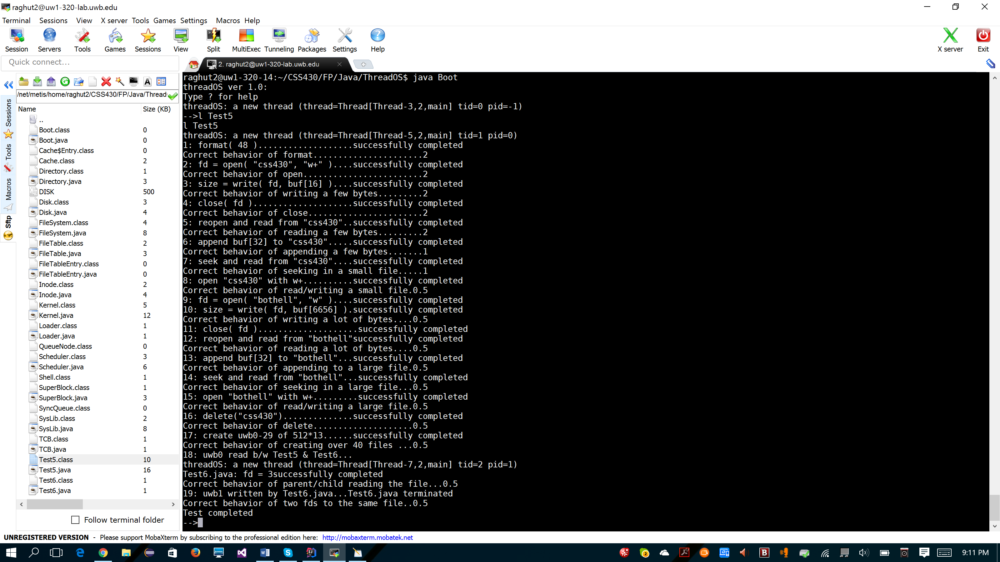 raghut2@uw1-320-lab.uwb.edu
Terminal Sessions View X server Tools Games Settings Macros Help
Session Servers Tools Games Sessions View Split MultiExec Tunneling Packages Settings Help X server Exit
Quick connect...
2. raghut2@uw1-320-lab.uwb.edu
/net/metis/home/raghut2/CSS430/FP/Java/Thread
Sessions
Tools
Macros
Sftp
Name Size (KB)
..
Boot.class 0
Boot.java 0
Cache$Entry.class 0
Cache.class 2
Directory.class 1
Directory.java 3
DISK 500
Disk.class 3
Disk.java 4
FileSystem.class 4
FileSystem.java 8
FileTable.class 2
FileTable.java 3
FileTableEntry.class 0
FileTableEntry.java 0
Inode.class 2
Inode.java 4
Kernel.class 5
Kernel.java 12
Loader.class 1
Loader.java 1
QueueNode.class 0
Scheduler.class 3
Scheduler.java 6
Shell.class 1
SuperBlock.class 1
SuperBlock.java 3
SyncQueue.class 0
SysLib.class 2
SysLib.java 8
TCB.class 1
TCB.java 1
Test5.class 10
Test5.java 16
Test6.class 1
Test6.java 1
Follow terminal folder
raghut2@uw1-320-14:~/CSS430/FP/Java/ThreadOS$ java Boot
threadOS ver 1.0:
Type ? for help
threadOS: a new thread (thread=Thread[Thread-3,2,main] tid=0 pid=-1)
-->l Test5
l Test5
threadOS: a new thread (thread=Thread[Thread-5,2,main] tid=1 pid=0)
1: format( 48 )...................successfully completed
Correct behavior of format......................2
2: fd = open( "css430", "w+" )....successfully completed
Correct behavior of open........................2
3: size = write( fd, buf[16] )....successfully completed
Correct behavior of writing a few bytes.........2
4: close( fd )....................successfully completed
Correct behavior of close.......................2
5: reopen and read from "css430"..successfully completed
Correct behavior of reading a few bytes.........2
6: append buf[32] to "css430".....successfully completed
Correct behavior of appending a few bytes.......1
7: seek and read from "css430"....successfully completed
Correct behavior of seeking in a small file.....1
8: open "css430" with w+..........successfully completed
Correct behavior of read/writing a small file.0.5
9: fd = open( "bothell", "w" )....successfully completed
10: size = write( fd, buf[6656] ).successfully completed
Correct behavior of writing a lot of bytes....0.5
11: close( fd )....................successfully completed
12: reopen and read from "bothell"successfully completed
Correct behavior of reading a lot of bytes....0.5
13: append buf[32] to "bothell"...successfully completed
Correct behavior of appending to a large file.0.5
14: seek and read from "bothell"...successfully completed
Correct behavior of seeking in a large file...0.5
15: open "bothell" with w+.........successfully completed
Correct behavior of read/writing a large file.0.5
16: delete("css430")..............successfully completed
Correct behavior of delete....................0.5
17: create uwb0-29 of 512*13......successfully completed
Correct behavior of creating over 40 files ...0.5
18: uwb0 read b/w Test5 & Test6...
threadOS: a new thread (thread=Thread[Thread-7,2,main] tid=2 pid=1)
Test6.java: fd = 3successfully completed
Correct behavior of parent/child reading the file...0.5
19: uwb1 written by Test6.java...Test6.java terminated
Correct behavior of two fds to the same file..0.5
Test completed
-->
UNREGISTERED VERSION - Please support MobaXterm by subscribing to the professional edition here: http://mobaxterm.mobatek.net
9:11 PM